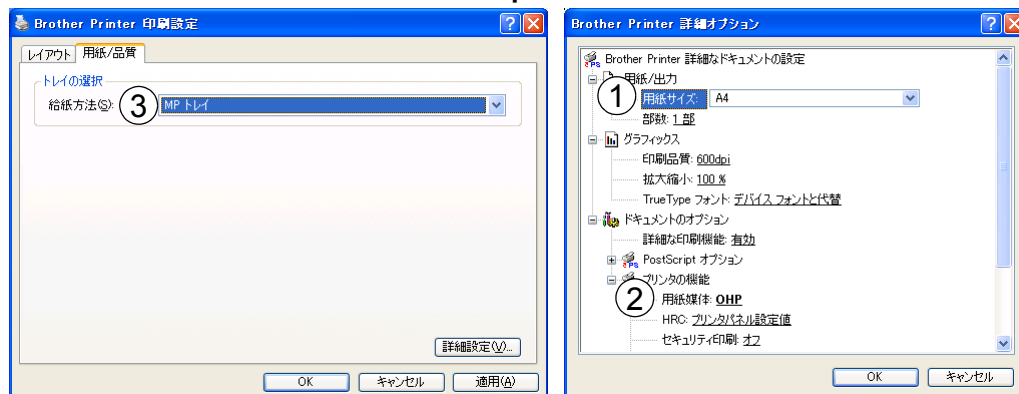 Brother Printer 印刷設定
レイアウト 用紙/品質
トレイの選択
給紙方法(S): ③ MP トレイ
詳細設定(V)...
OK キャンセル 適用(A)
Brother Printer 詳細オプション
Brother Printer 詳細なドキュメントの設定
用紙/出力
① 用紙サイズ: A4
部数: 1 部
グラフィックス
印刷品質: 600dpi
拡大縮小: 100 %
TrueType フォント: デバイス フォントと代替
ドキュメントのオプション
詳細な印刷機能: 有効
PostScript オプション
プリンタの機能
② 用紙媒体: OHP
HRC: プリンタパネル設定値
セキュリティ印刷: オフ
OK キャンセル